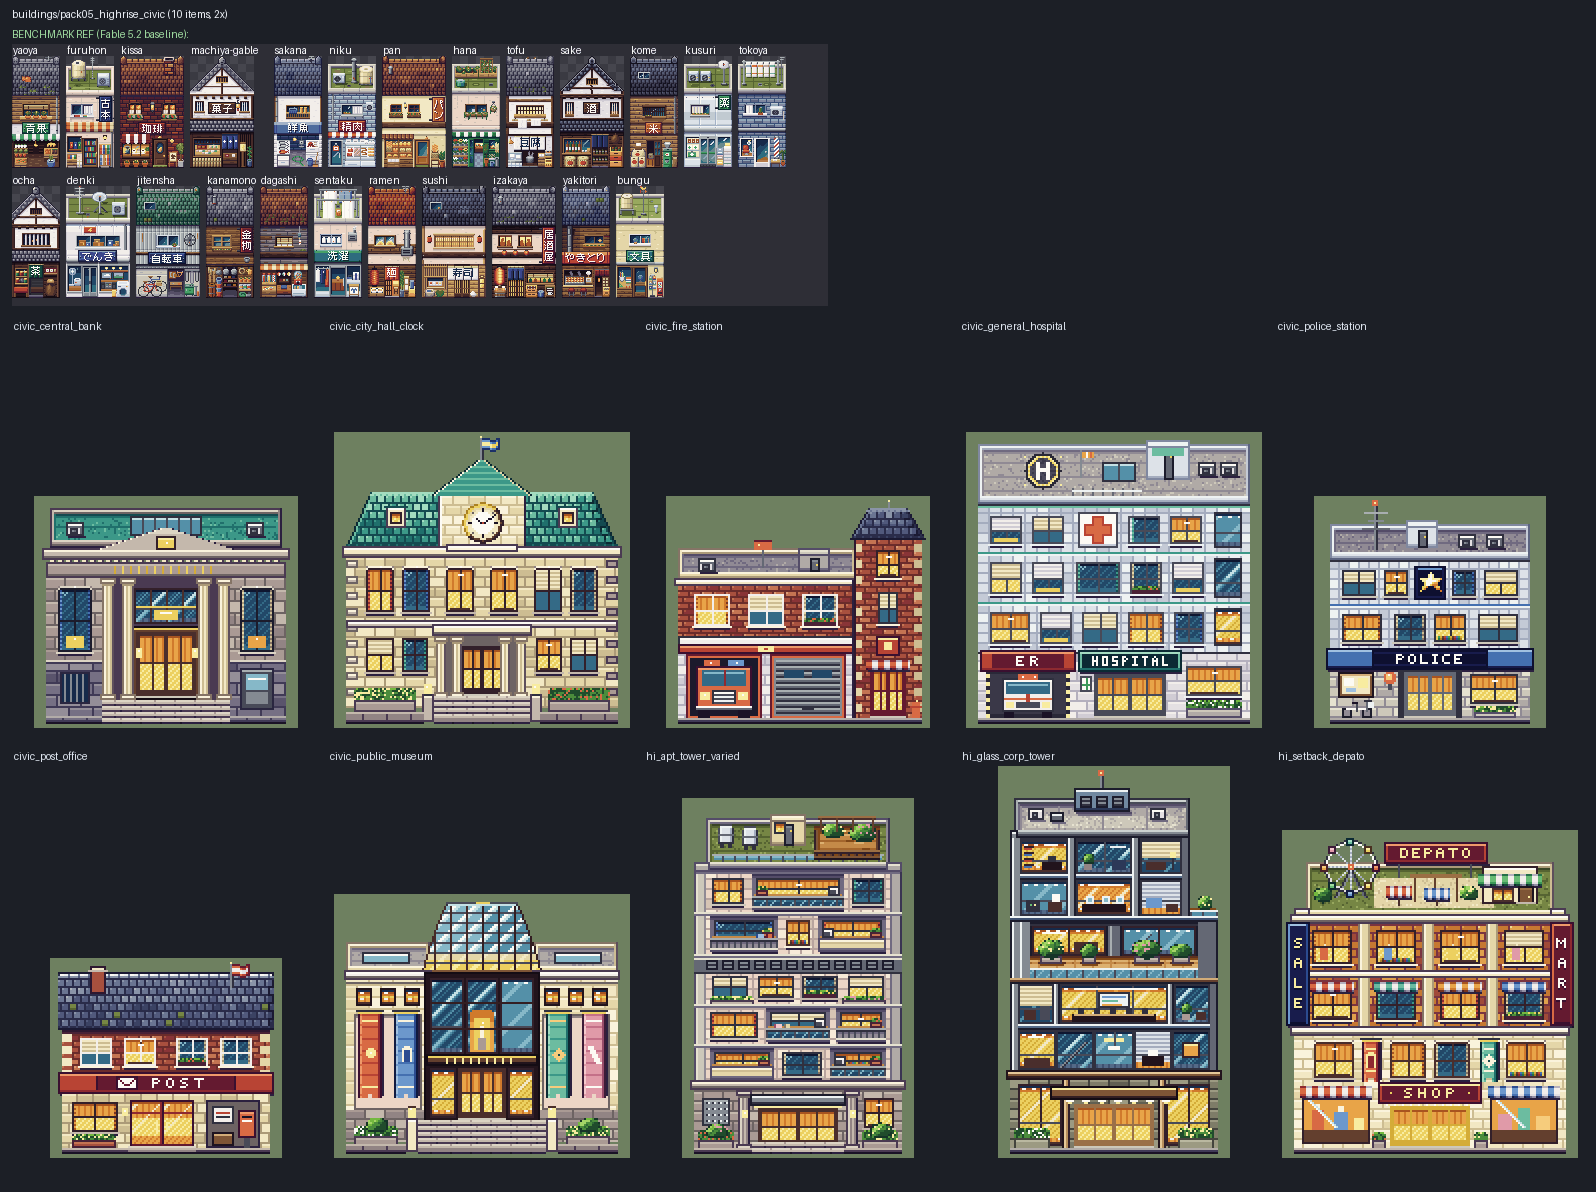 buildings/pack05_highrise_civic (10 items, 2x)
BENCHMARK REF (Fable 5.2 baseline):
yaoya furuhon kissa machiya-gable sakana niku pan hana tofu sake kome kusuri tokoya
青果 古本 珈琲 菓子 鮮魚 精肉 パン 豆腐 酒 米 薬
ocha denki jitensha kanamono dagashi sentaku ramen sushi izakaya yakitori bungu
茶 でんき 自転車 金物 洗濯 麺 寿司 居酒屋 やきとり 文具
civic_central_bank civic_city_hall_clock civic_fire_station civic_general_hospital civic_police_station
H
ER HOSPITAL
POLICE
civic_post_office civic_public_museum hi_apt_tower_varied hi_glass_corp_tower hi_setback_depato
POST
DEPATO
SALE
MART
SHOP